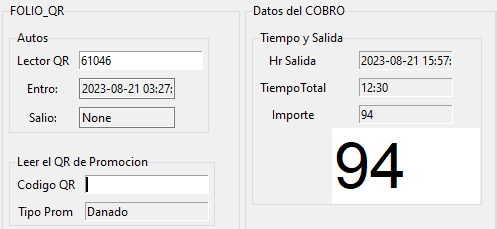 FOLIO_QR
Autos
Lector QR 61046
Entro: 2023-08-21 03:27:
Salio: None
Leer el QR de Promocion
Codigo QR
Tipo Prom Danado
Datos del COBRO
Tiempo y Salida
Hr Salida 2023-08-21 15:57:
TiempoTotal 12:30
Importe 94
94